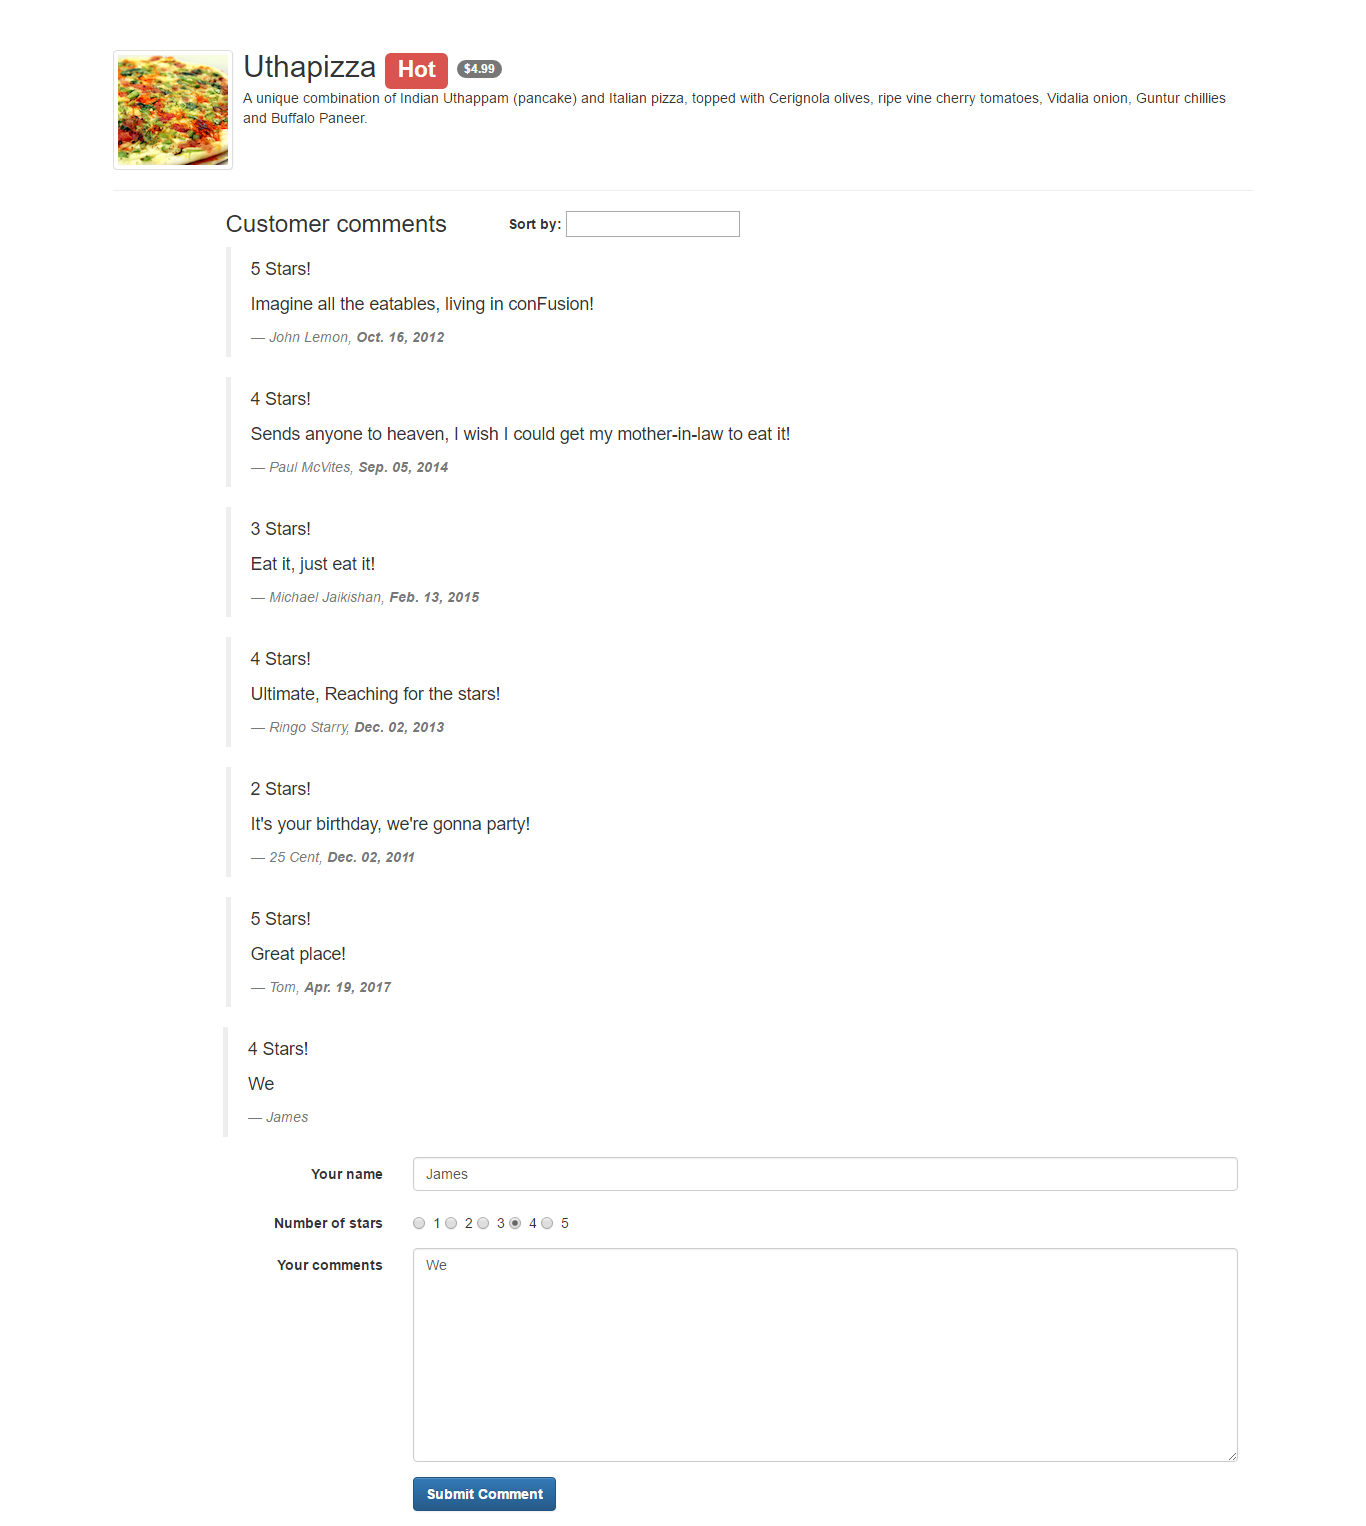 Uthapizza Hot $4.99
A unique combination of Indian Uthappam (pancake) and Italian pizza, topped with Cerignola olives, ripe vine cherry tomatoes, Vidalia onion, Guntur chillies
and Buffalo Paneer.
Customer comments Sort by:
5 Stars!
Imagine all the eatables, living in conFusion!
— John Lemon, Oct. 16, 2012
4 Stars!
Sends anyone to heaven, I wish I could get my mother-in-law to eat it!
— Paul McVites, Sep. 05, 2014
3 Stars!
Eat it, just eat it!
— Michael Jaikishan, Feb. 13, 2015
4 Stars!
Ultimate, Reaching for the stars!
— Ringo Starry, Dec. 02, 2013
2 Stars!
It's your birthday, we're gonna party!
— 25 Cent, Dec. 02, 2011
5 Stars!
Great place!
— Tom, Apr. 19, 2017
4 Stars!
We
— James
Your name James
Number of stars 1 2 3 4 5
Your comments We
Submit Comment